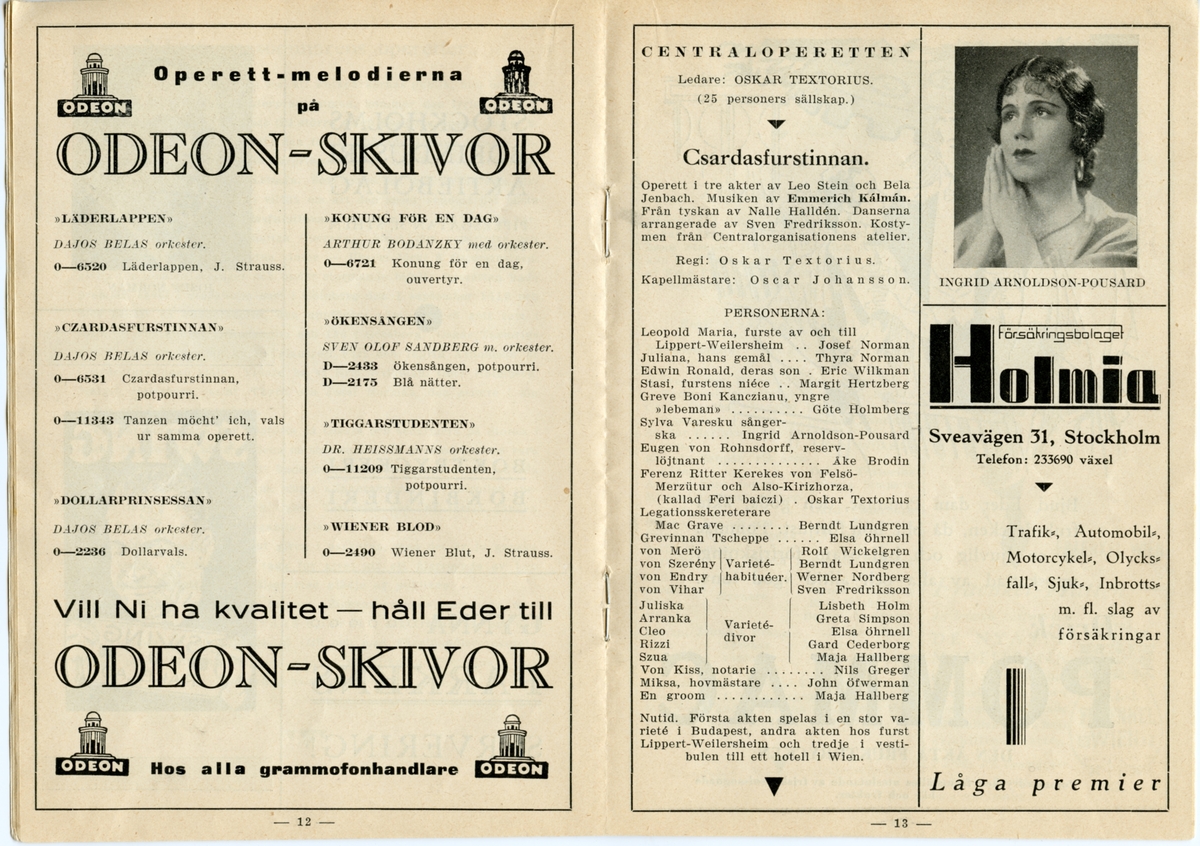 Operett-melodierna
på
ODEON
ODEON
ODEON-SKIVOR
»LÄDERLAPPEN»
DAJOS BELAS orkester.
0—6520 Läderlappen, J. Strauss.
»CZARDASFURSTINNAN»
DAJOS BELAS orkester.
0—6531 Czardasfurstinnan,
potpourri.
0—11343 Tanzen möcht' ich, vals
ur samma operett.
»DOLLARPRINSESSAN»
DAJOS BELAS orkester.
0—2236 Dollarvals.
»KONUNG FÖR EN DAG»
ARTHUR BODANZKY med orkester.
0—6721 Konung för en dag,
ouvertyr.
»ÖKENSÅNGEN»
SVEN OLOF SANDBERG m. orkester.
D—2433 ökensången, potpourri.
D—2175 Blå nätter.
»TIGGARSTUDENTEN»
DR. HEISSMANNS orkester.
0—11209 Tiggarstudenten,
potpourri.
»WIENER BLOD»
0—2490 Wiener Blut, J. Strauss.
Vill Ni ha kvalitet — håll Eder till
ODEON-SKIVOR
ODEON
Hos alla grammofonhandlare
ODEON
— 12 —
CENTRALOPERETTEN
Ledare: OSKAR TEXTORIUS.
(25 personers sällskap.)
Csardasfurstinnan.
Operett i tre akter av Leo Stein och Bela
Jenbach. Musiken av Emmerich Kálmán.
Från tyskan av Nalle Halldén. Danserna
arrangerade av Sven Fredriksson. Kosty-
men från Centralorganisationens atelier.
Regi: Oskar Textorius.
Kapellmästare: Oscar Johansson.
PERSONERNA:
Leopold Maria, furste av och till
Lippert-Weilersheim .. Josef Norman
Juliana, hans gemål .... Thyra Norman
Edwin Ronald, deras son . Eric Wilkman
Stasi, furstens niéce .. Margit Hertzberg
Greve Boni Kanczianu, yngre
»lebeman» .......... Göte Holmberg
Sylva Varesku sånger-
ska ...... Ingrid Arnoldson-Pousard
Eugen von Rohnsdorff, reserv-
löjtnant ............. Åke Brodin
Ferenz Ritter Kerekes von Felsö-
Merzütur och Also-Kirizhorza,
(kallad Feri baiczi) . Oskar Textorius
Legationsskereterare
Mac Grave ........ Berndt Lundgren
Grevinnan Tscheppe ...... Elsa öhrnell
von Merö Rolf Wickelgren
von Szerény Varieté- Berndt Lundgren
von Endry habituéer. Werner Nordberg
von Vihar Sven Fredriksson
Juliska Lisbeth Holm
Arranka Greta Simpson
Cleo Varieté- Elsa öhrnell
Rizzi divor Gard Cederborg
Szua Maja Hallberg
Von Kiss, notarie ........ Nils Greger
Miksa, hovmästare .... John Öfwerman
En groom ............ Maja Hallberg
Nutid. Första akten spelas i en stor va-
rieté i Budapest, andra akten hos furst
Lippert-Weilersheim och tredje i vesti-
bulen till ett hotell i Wien.
INGRID ARNOLDSON-POUSARD
Försäkringsbolaget
Holmia
Sveavägen 31, Stockholm
Telefon: 233690 växel
Trafik-, Automobil-,
Motorcykel-, Olycks-
fall-, Sjuk-, Inbrotts-
m. fl. slag av
försäkringar
Låga premier
— 13 —